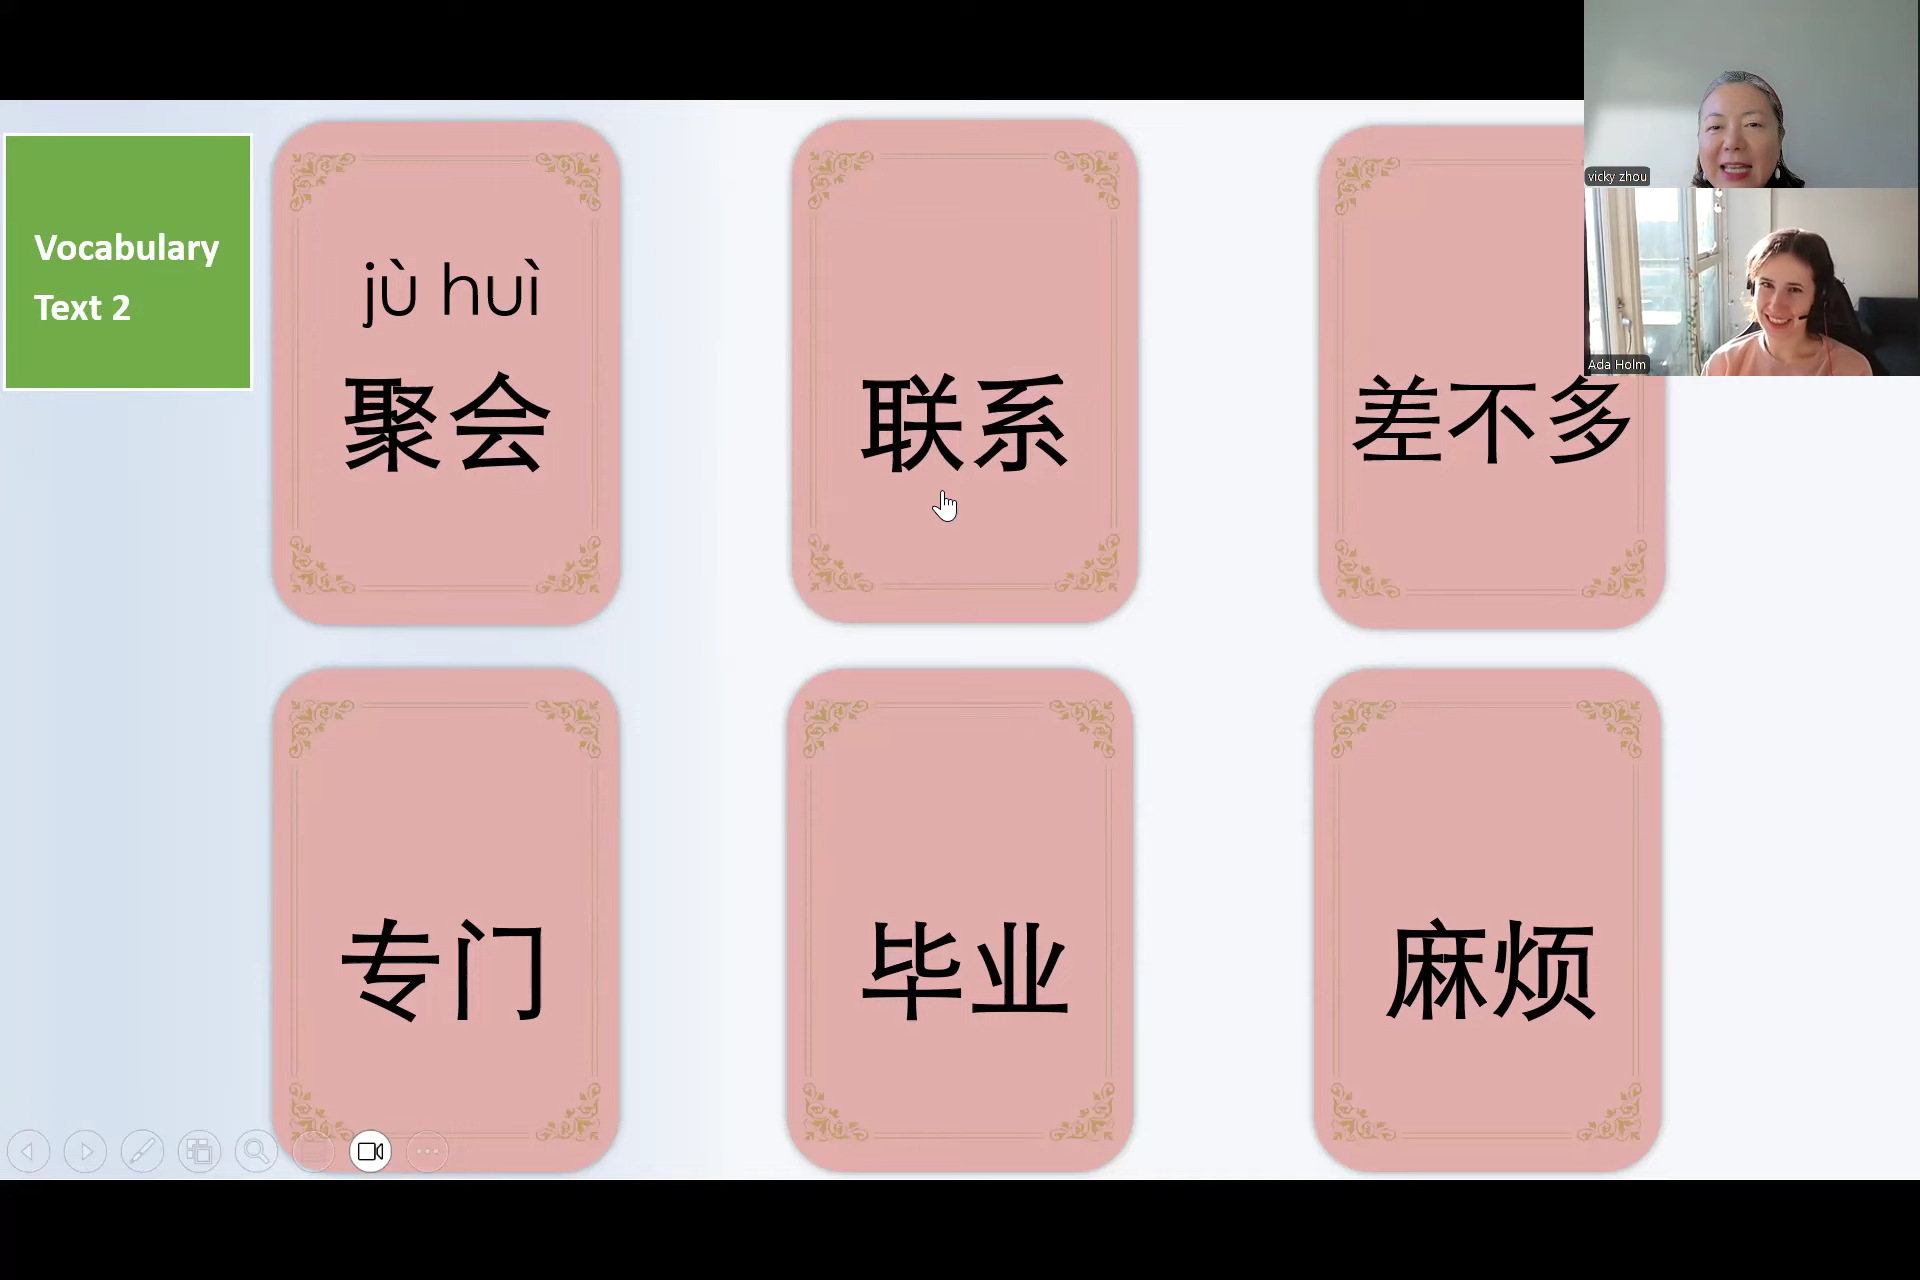 Vocabulary
Text 2
jù huì
聚会
联系
差不多
专门
毕业
麻烦
vicky zhou
Ada Holm